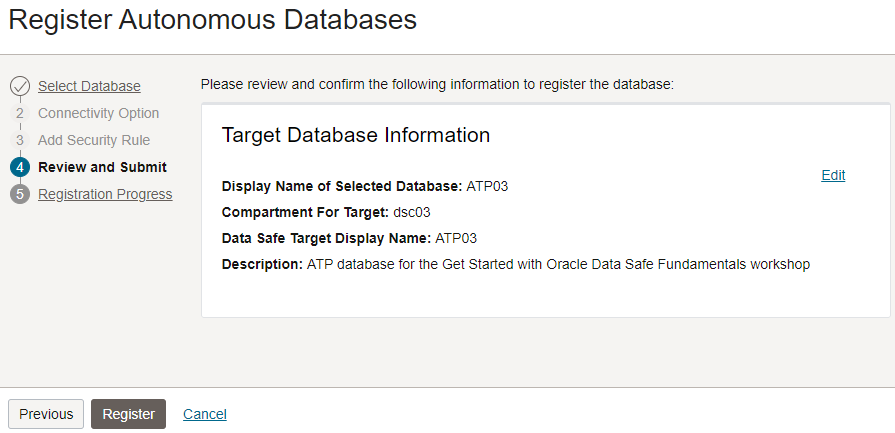 Register Autonomous Databases
Select Database
2 Connectivity Option
3 Add Security Rule
4 Review and Submit
5 Registration Progress
Please review and confirm the following information to register the database:
Target Database Information
Edit
Display Name of Selected Database: ATP03
Compartment For Target: dsc03
Data Safe Target Display Name: ATP03
Description: ATP database for the Get Started with Oracle Data Safe Fundamentals workshop
Previous Register Cancel